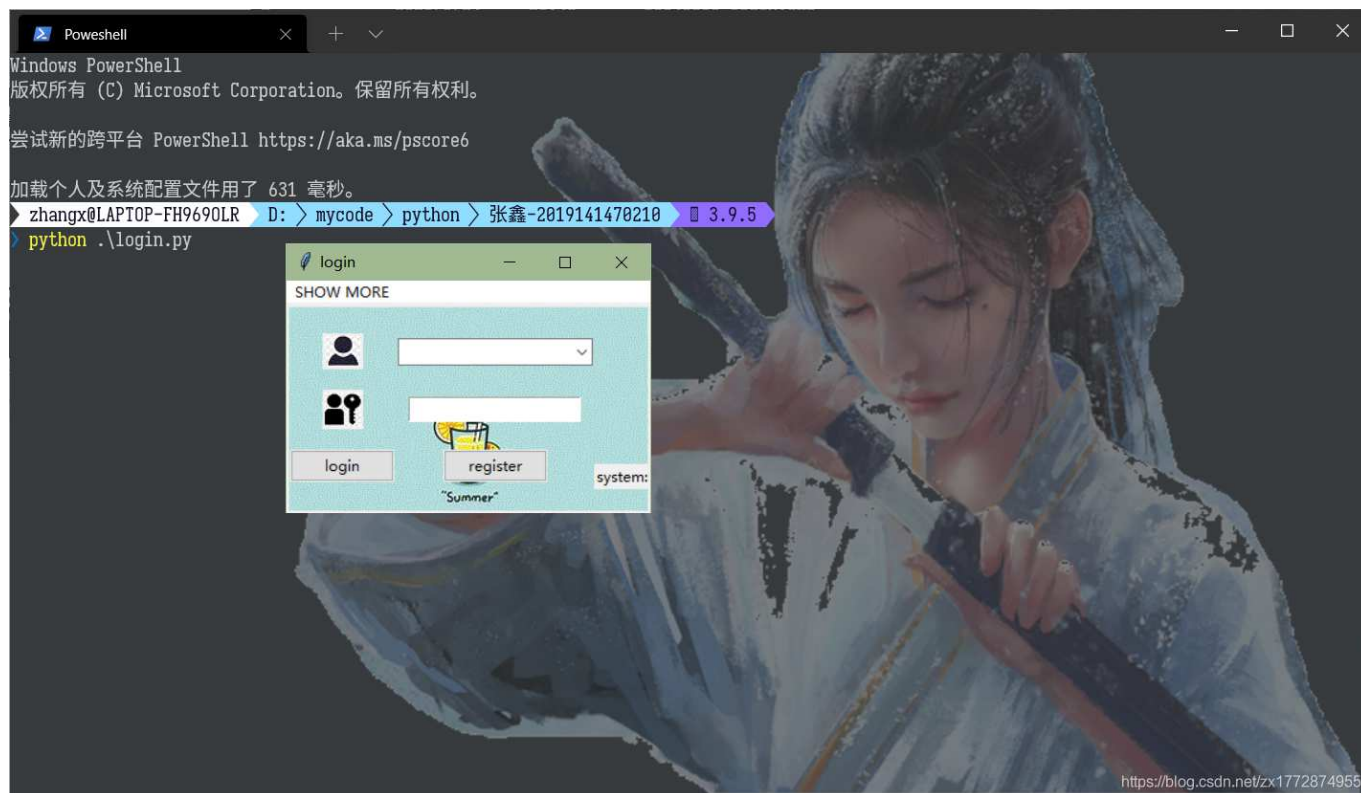 Poweshell
Windows PowerShell
版权所有 (C) Microsoft Corporation。保留所有权利。
尝试新的跨平台 PowerShell https://aka.ms/pscore6
加载个人及系统配置文件用了 631 毫秒。
zhangx@LAPTOP-FH969OLR D: mycode python 张鑫-2019141470210 3.9.5
python .\login.py
login
SHOW MORE
login register system:
"Summer"
https://blog.csdn.net/zx1772874955